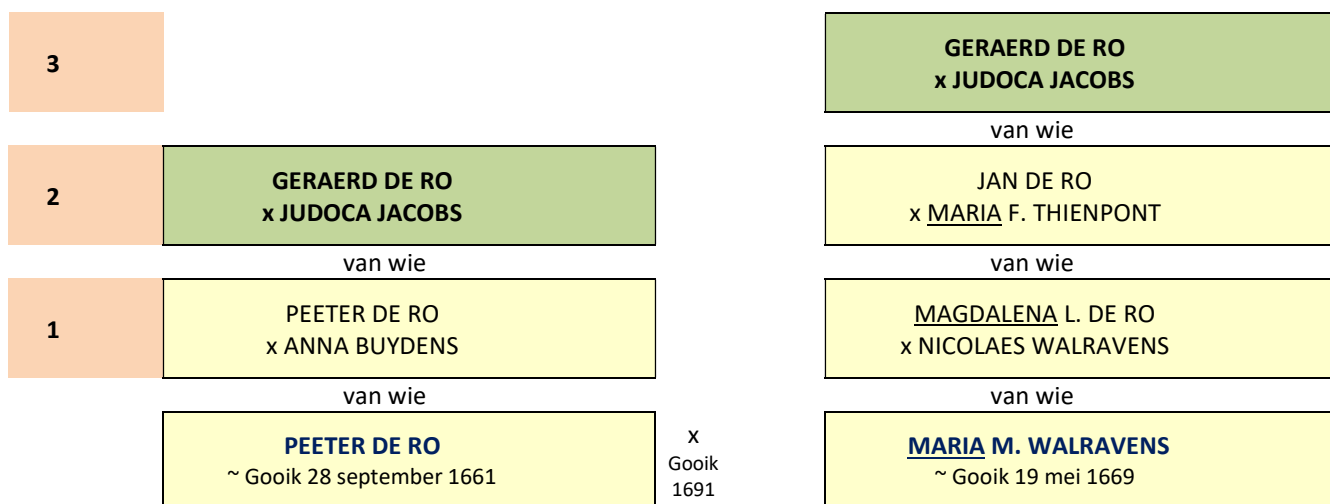 3
GERAERD DE RO
x JUDOCA JACOBS
van wie
2
GERAERD DE RO
x JUDOCA JACOBS
JAN DE RO
x MARIA F. THIENPONT
van wie
van wie
1
PEETER DE RO
x ANNA BUYDENS
MAGDALENA L. DE RO
x NICOLAES WALRAVENS
van wie
van wie
PEETER DE RO
~ Gooik 28 september 1661
x
Gooik
1691
MARIA M. WALRAVENS
~ Gooik 19 mei 1669